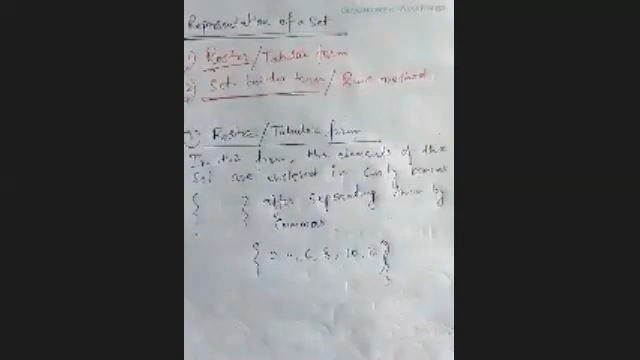 Representation of a set
1) Roster/Tabular form
2) Set builder form / Rule method
1) Roster/Tabular form
In this form, the elements of the
set are enclosed in curly braces
{ } after separating them by
commas
{ 2, 4, 6, 8, 10, }